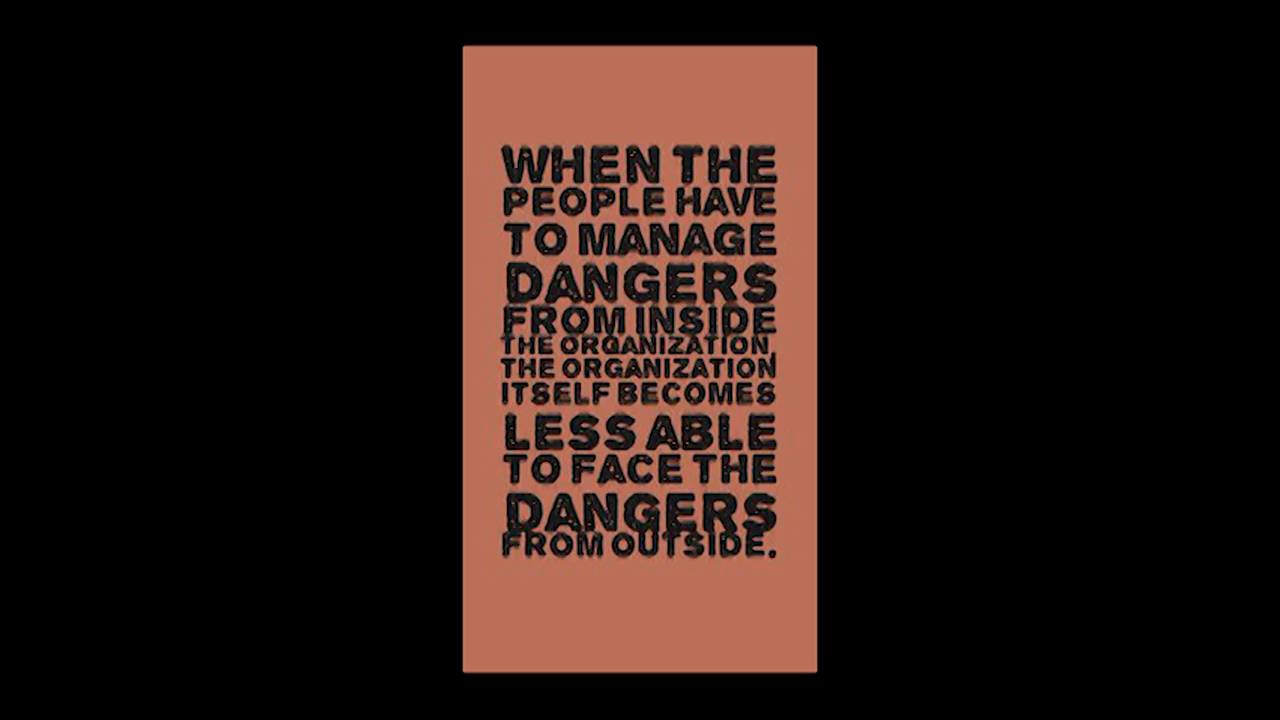 WHEN THE
PEOPLE HAVE
TO MANAGE
DANGERS
FROM INSIDE
THE ORGANIZATION,
THE ORGANIZATION
ITSELF BECOMES
LESS ABLE
TO FACE THE
DANGERS
FROM OUTSIDE.